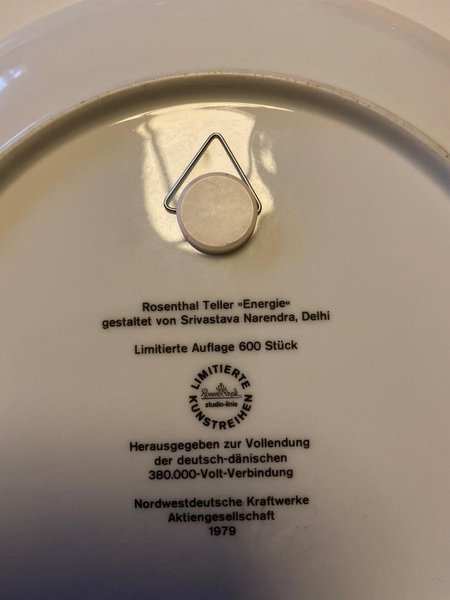 Rosenthal Teller »Energie«
gestaltet von Srivastava Narendra, Delhi
Limitierte Auflage 600 Stück
LIMITIERTE
Rosenthal
studio-linie
KUNSTREIHEN
Herausgegeben zur Vollendung
der deutsch-dänischen
380.000-Volt-Verbindung
Nordwestdeutsche Kraftwerke
Aktiengesellschaft
1979